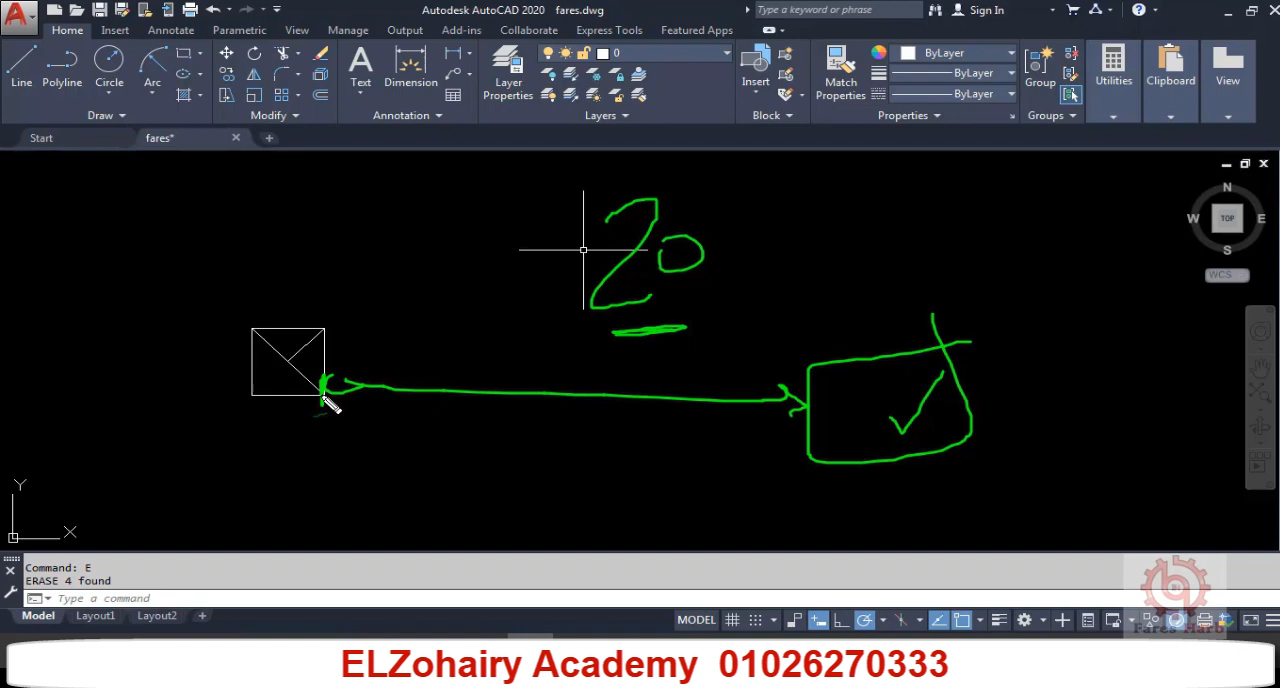 Autodesk AutoCAD 2020 fares.dwg
Type a keyword or phrase
Sign In
Home Insert Annotate Parametric View Manage Output Add-ins Collaborate Express Tools Featured Apps
Line Polyline Circle Arc
Text Dimension
Layer Properties
0
Insert
Match Properties
ByLayer
ByLayer
ByLayer
Group
Utilities Clipboard View
Draw Modify Annotation Layers Block Properties Groups
Start fares*
N
W TOP E
S
WCS
20
Y
X
Command: E
ERASE 4 found
Type a command
Model Layout1 Layout2 +
MODEL
Fares Harb
ELZohairy Academy 01026270333